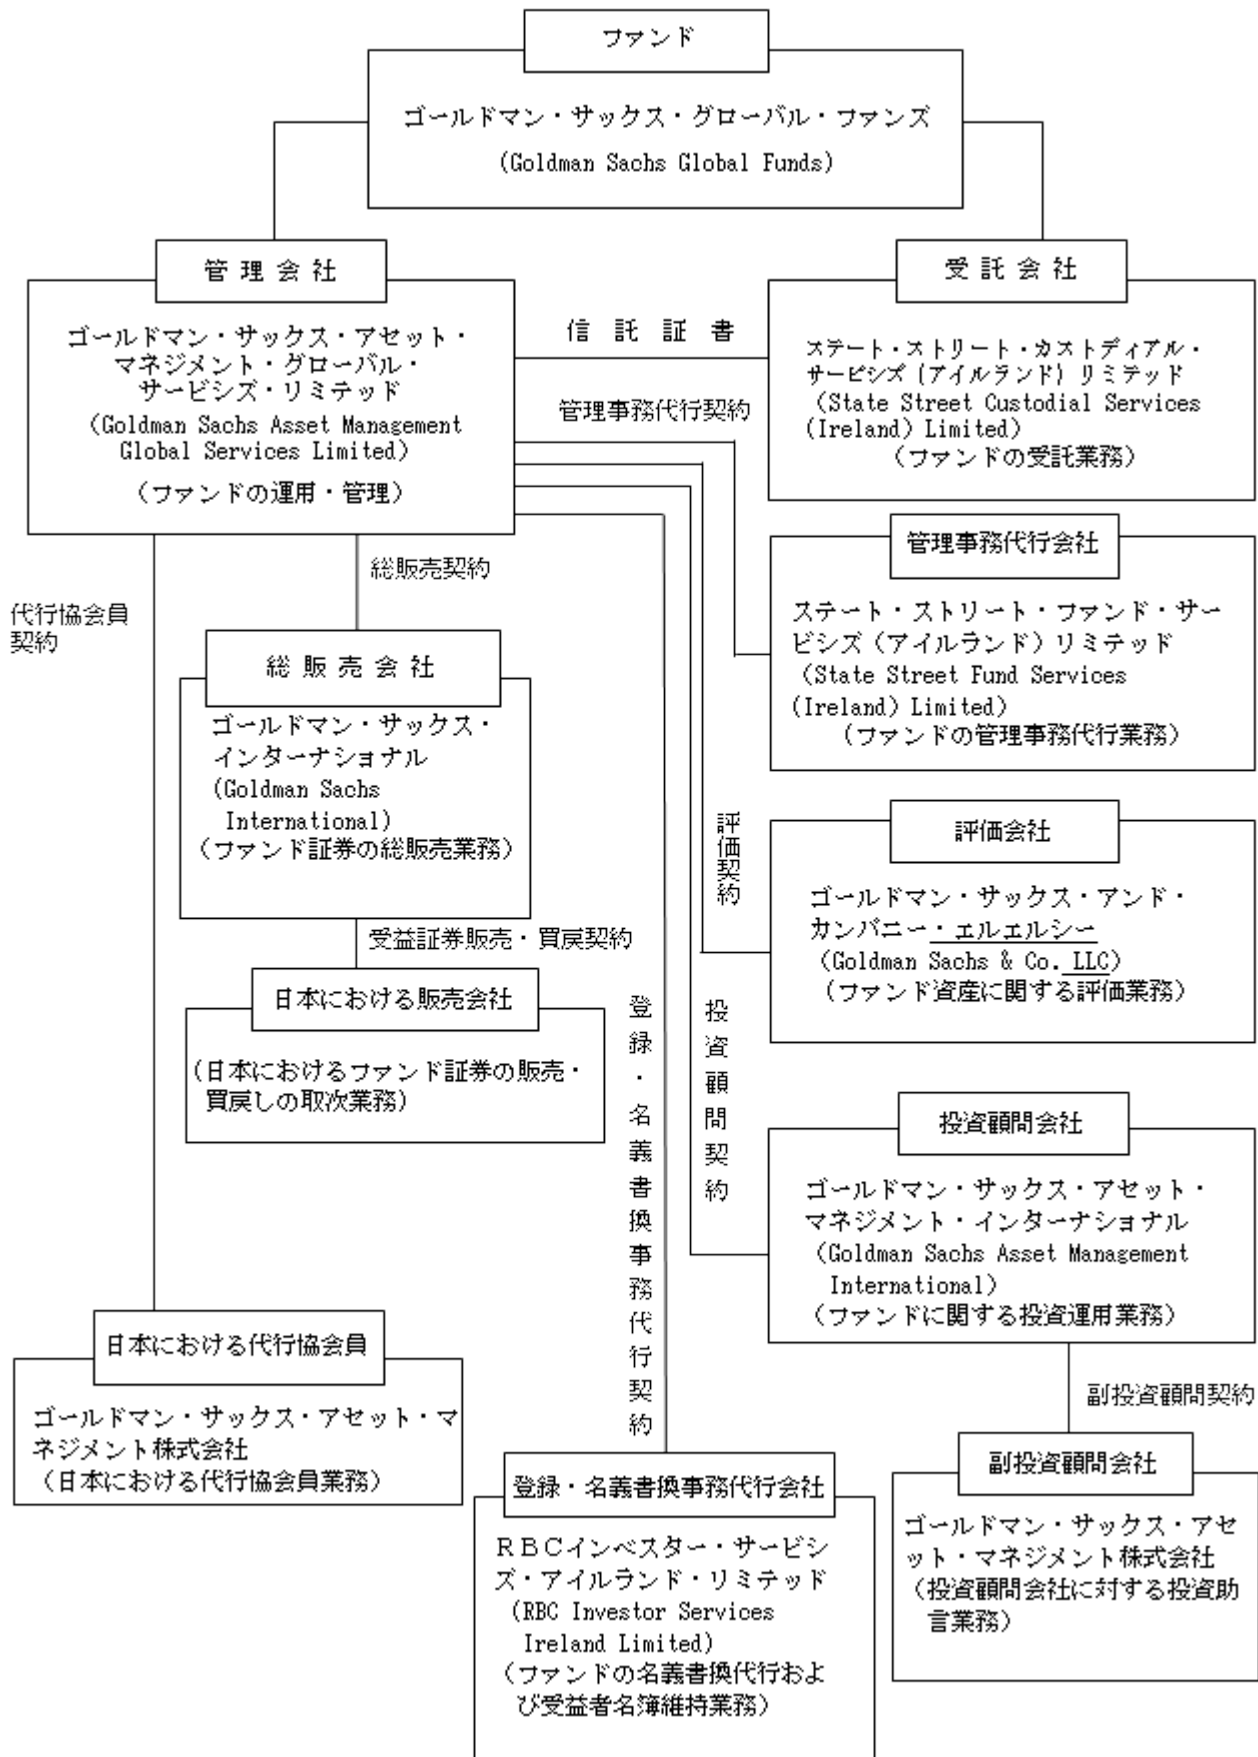 ファンド
ゴールドマン・サックス・グローバル・ファンズ
(Goldman Sachs Global Funds)
管理会社
ゴールドマン・サックス・アセット・
マネジメント・グローバル・
サービシズ・リミテッド
(Goldman Sachs Asset Management
Global Services Limited)
(ファンドの運用・管理)
受託会社
ステート・ストリート・カストディアル・
サービシズ(アイルランド)リミテッド
(State Street Custodial Services
(Ireland) Limited)
(ファンドの受託業務)
信託証書
管理事務代行契約
管理事務代行会社
ステート・ストリート・ファンド・サー
ビシズ(アイルランド)リミテッド
(State Street Fund Services
(Ireland) Limited)
(ファンドの管理事務代行業務)
総販売契約
代行協会員
契約
総販売会社
ゴールドマン・サックス・
インターナショナル
(Goldman Sachs
International)
(ファンド証券の総販売業務)
評価契約
評価会社
ゴールドマン・サックス・アンド・
カンパニー・エルエルシー
(Goldman Sachs & Co. LLC)
(ファンド資産に関する評価業務)
受益証券販売・買戻契約
日本における販売会社
(日本におけるファンド証券の販売・
買戻しの取次業務)
登録・名義書換事務代行契約
投資顧問契約
投資顧問会社
ゴールドマン・サックス・アセット・
マネジメント・インターナショナル
(Goldman Sachs Asset Management
International)
(ファンドに関する投資運用業務)
日本における代行協会員
ゴールドマン・サックス・アセット・マ
ネジメント株式会社
(日本における代行協会員業務)
副投資顧問契約
副投資顧問会社
ゴールドマン・サックス・アセ
ット・マネジメント株式会社
(投資顧問会社に対する投資助
言業務)
登録・名義書換事務代行会社
RBCインベスター・サービシ
ズ・アイルランド・リミテッド
(RBC Investor Services
Ireland Limited)
(ファンドの名義書換代行およ
び受益者名簿維持業務)